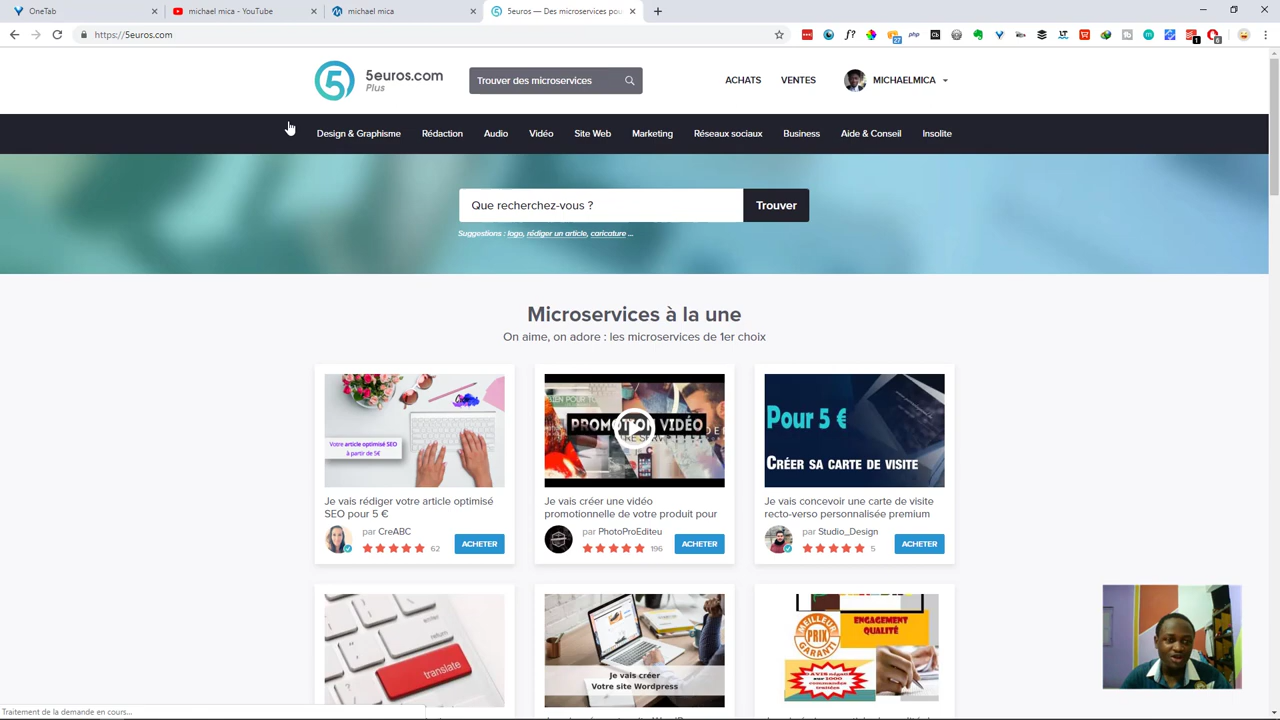 OneTab
michael mica - YouTube
michael mica
5euros — Des microservices pou
https://5euros.com
5euros.com
Plus
Trouver des microservices
ACHATS
VENTES
MICHAELMICA
Design & Graphisme
Rédaction
Audio
Vidéo
Site Web
Marketing
Réseaux sociaux
Business
Aide & Conseil
Insolite
Que recherchez-vous ?
Trouver
Suggestions : logo, rédiger un article, caricature ...
Microservices à la une
On aime, on adore : les microservices de 1er choix
Votre article optimisé SEO
à partir de 5€
PROMOTION VIDÉO
Pour 5 €
CRÉER SA CARTE DE VISITE
Je vais rédiger votre article optimisé
SEO pour 5 €
par CreABC
62
ACHETER
Je vais créer une vidéo
promotionnelle de votre produit pour
par PhotoProEditeu
196
ACHETER
Je vais concevoir une carte de visite
recto-verso personnalisée premium
par Studio_Design
5
ACHETER
return
translate
Je vais créer
Votre site Wordpress
MEILLEUR
PRIX
GARANTI
ENGAGEMENT
QUALITÉ
Traitement de la demande en cours...